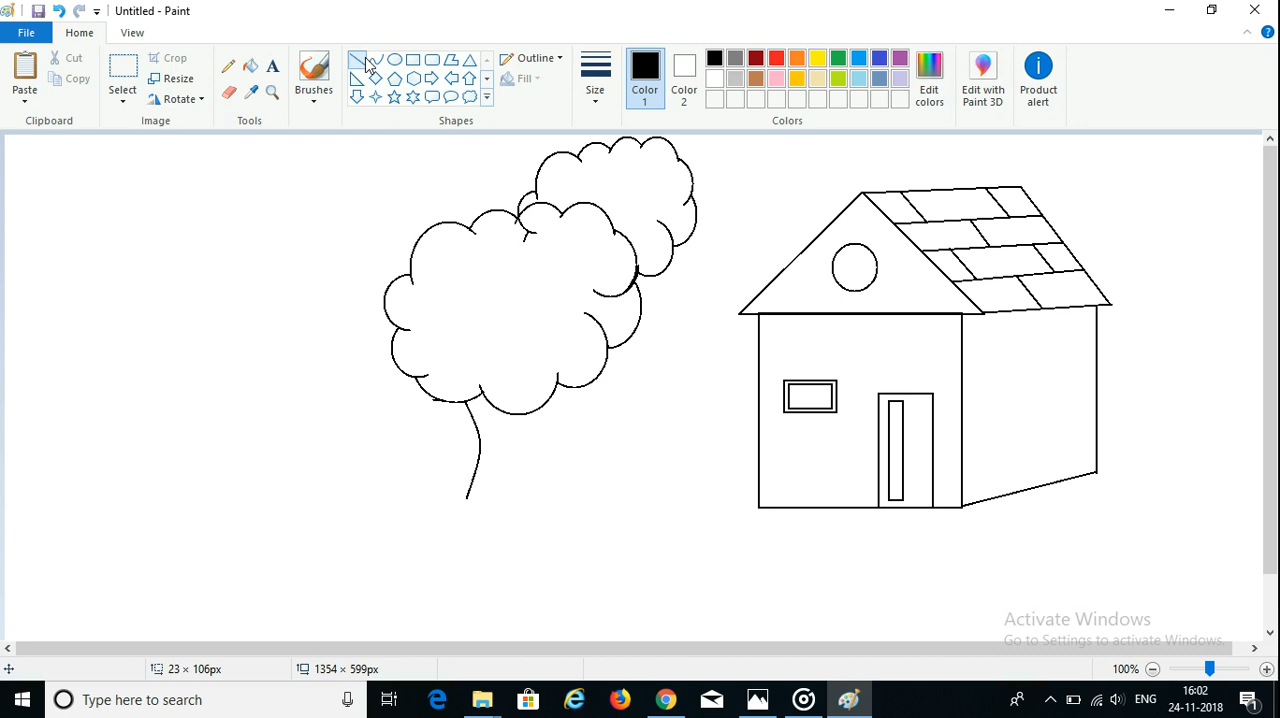 Untitled - Paint
File
Home
View
Paste
Cut
Copy
Clipboard
Select
Crop
Resize
Rotate
Image
A
Tools
Brushes
Shapes
Outline
Fill
Size
Color 1
Color 2
Edit colors
Colors
Edit with Paint 3D
Product alert
Activate Windows
Go to Settings to activate Windows.
23 × 106px
1354 × 599px
100%
Type here to search
ENG
16:02
24-11-2018
1